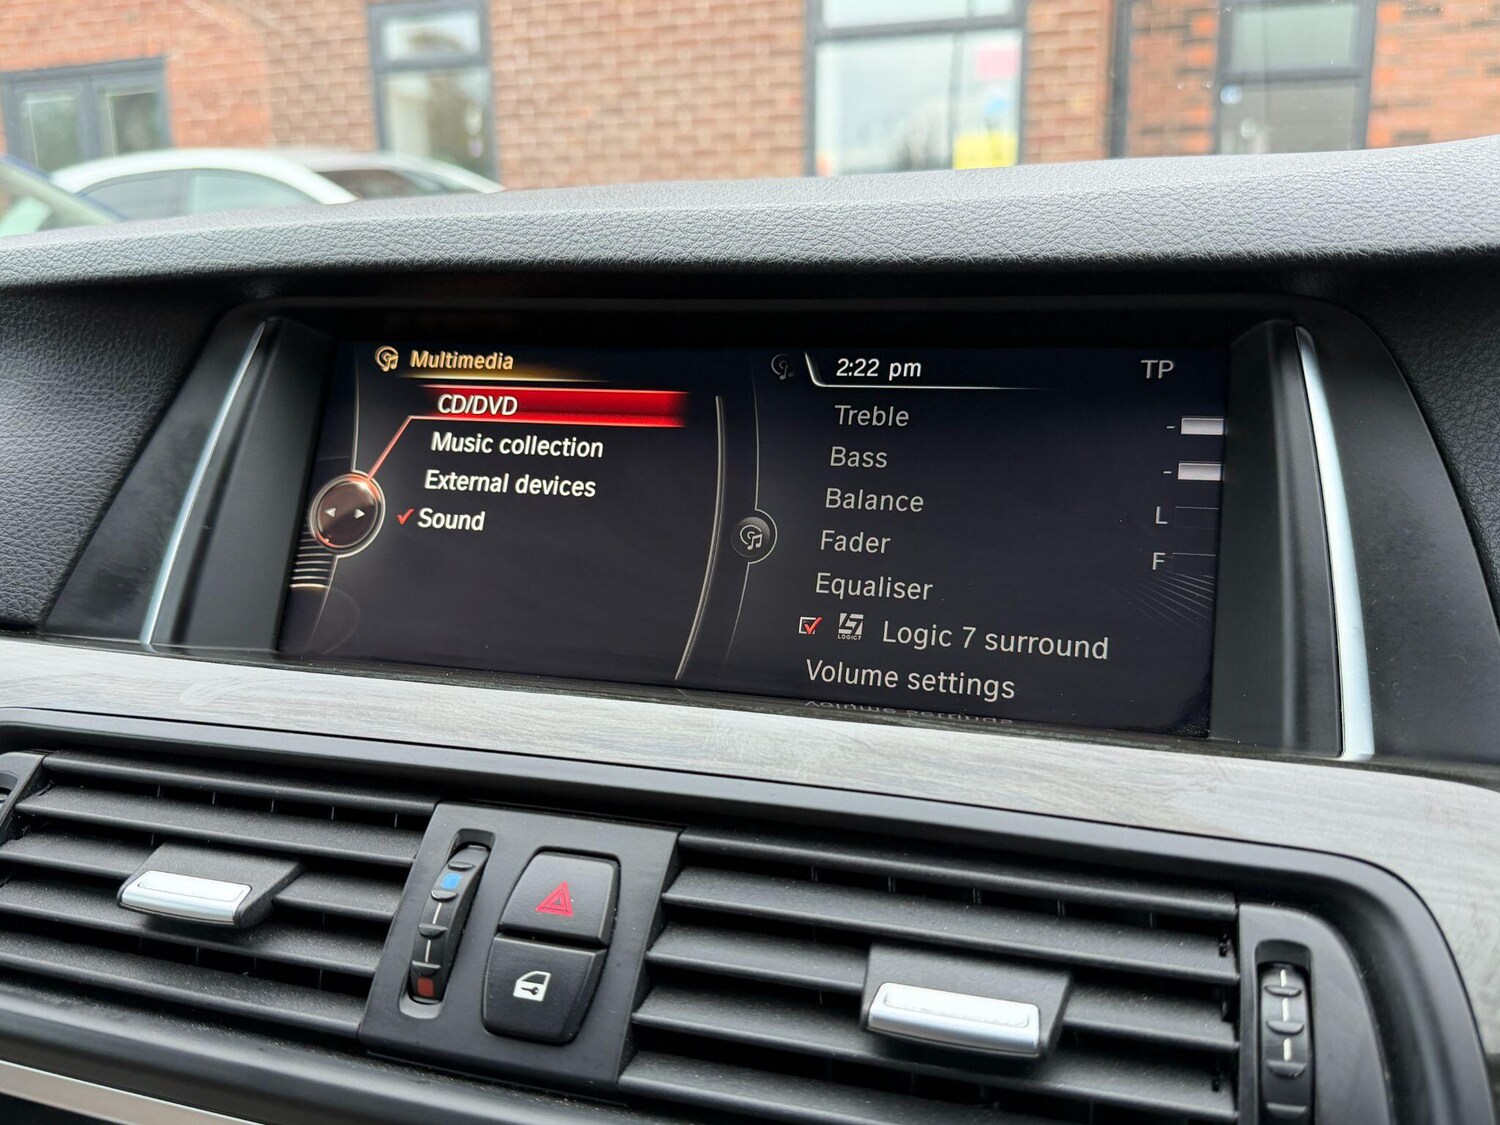 Multimedia
CD/DVD
Music collection
External devices
Sound
2:22 pm
TP
Treble
Bass
Balance
L
Fader
F
Equaliser
LOGIC7
Logic 7 surround
Volume settings